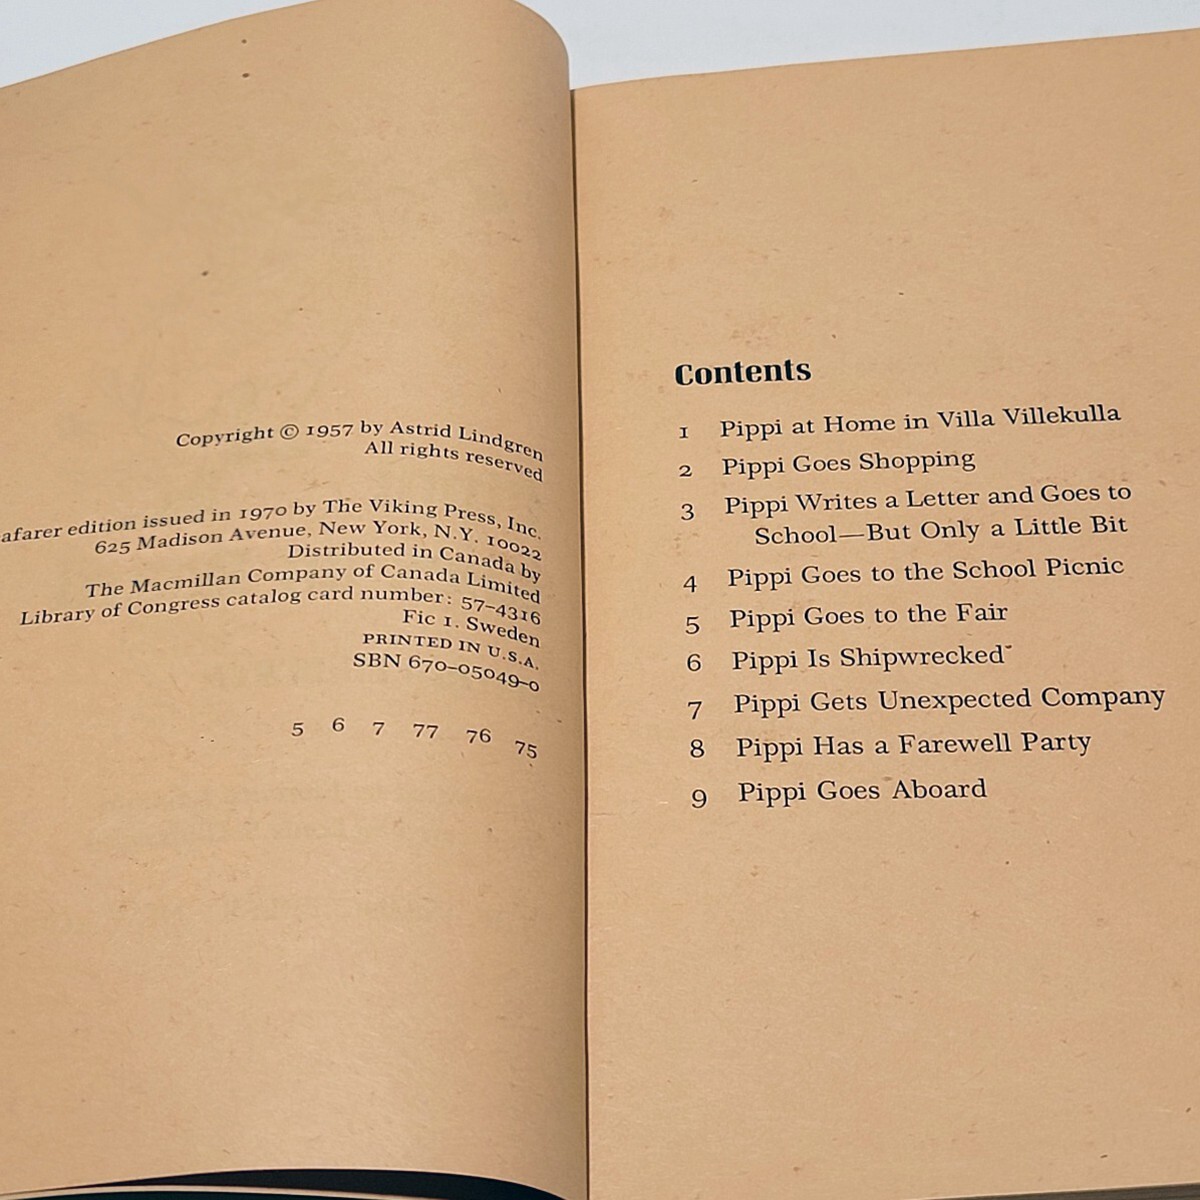 Copyright © 1957 by Astrid Lindgren
All rights reserved
edition issued in 1970 by The Viking Press, Inc.
625 Madison Avenue, New York, N.Y. 10022
Distributed in Canada by
The Macmillan Company of Canada Limited
Library of Congress catalog card number: 57-4316
Fic 1. Sweden
PRINTED IN U.S.A.
SBN 670-05049-0
5 6 7 77 76 75
Contents
1 Pippi at Home in Villa Villekulla
2 Pippi Goes Shopping
3 Pippi Writes a Letter and Goes to
School—But Only a Little Bit
4 Pippi Goes to the School Picnic
5 Pippi Goes to the Fair
6 Pippi Is Shipwrecked
7 Pippi Gets Unexpected Company
8 Pippi Has a Farewell Party
9 Pippi Goes Aboard